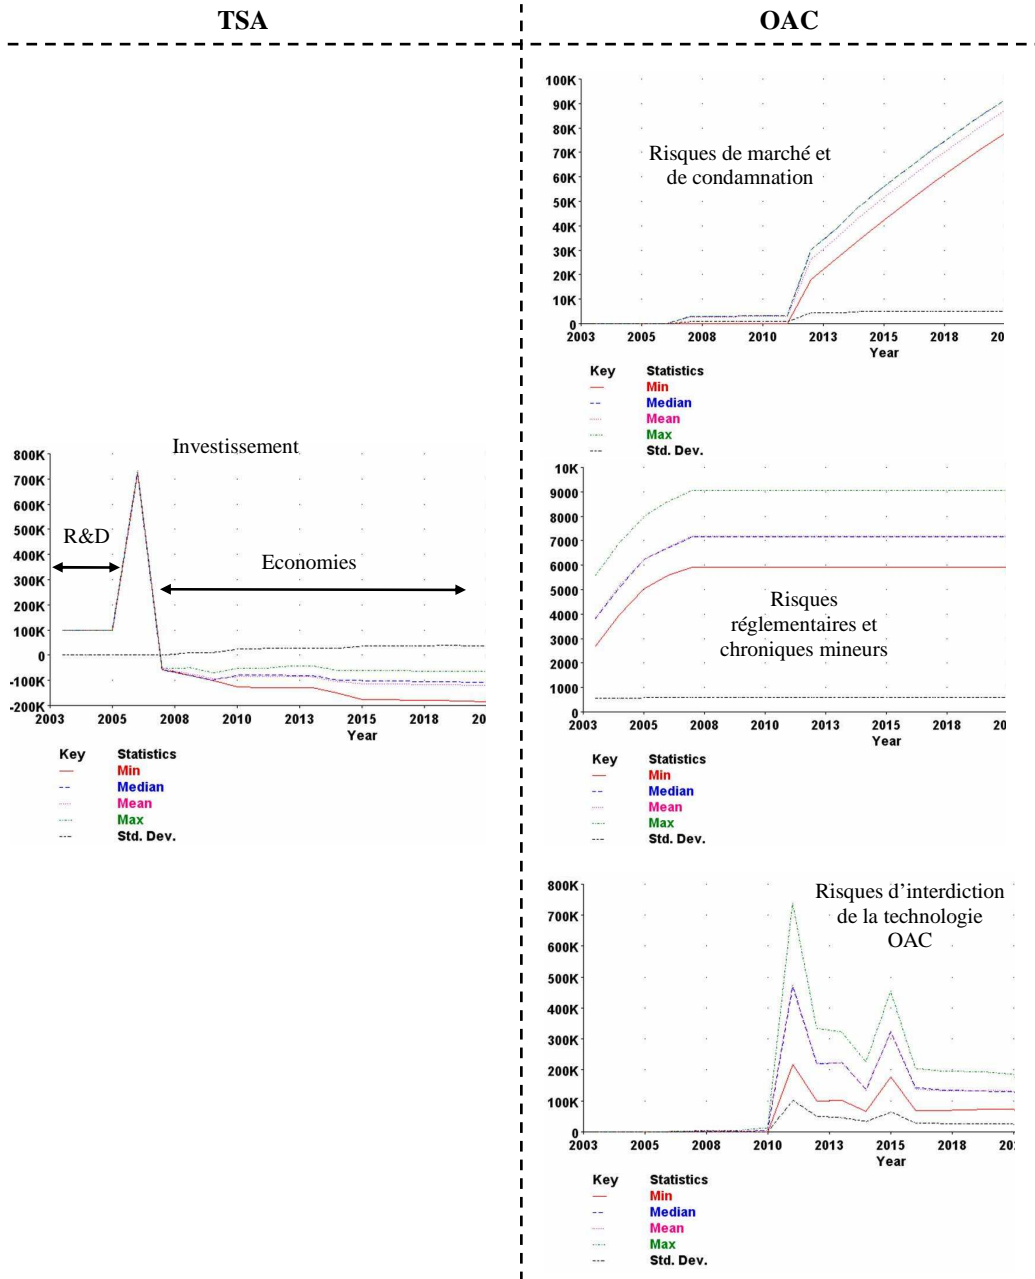 TSA
OAC
100K
90K
80K
70K
60K
50K
40K
30K
20K
10K
0
Risques de marché et
de condamnation
2003 2005 2008 2010 2013 2015 2018 20
Year
Key Statistics
Min
Median
Mean
Max
Std. Dev.
Investissement
800K
700K
600K
500K
400K
300K
200K
100K
0
-100K
-200K
R&D
Economies
2003 2005 2008 2010 2013 2015 2018 20
Year
Key Statistics
Min
Median
Mean
Max
Std. Dev.
10K
9000
8000
7000
6000
5000
4000
3000
2000
1000
0
Risques
réglementaires et
chroniques mineurs
2003 2005 2008 2010 2013 2015 2018 20
Year
Key Statistics
Min
Median
Mean
Max
Std. Dev.
800K
700K
600K
500K
400K
300K
200K
100K
0
Risques d'interdiction
de la technologie
OAC
2003 2005 2008 2010 2013 2015 2018
Year
Key Statistics
Min
Median
Mean
Max
Std. Dev.